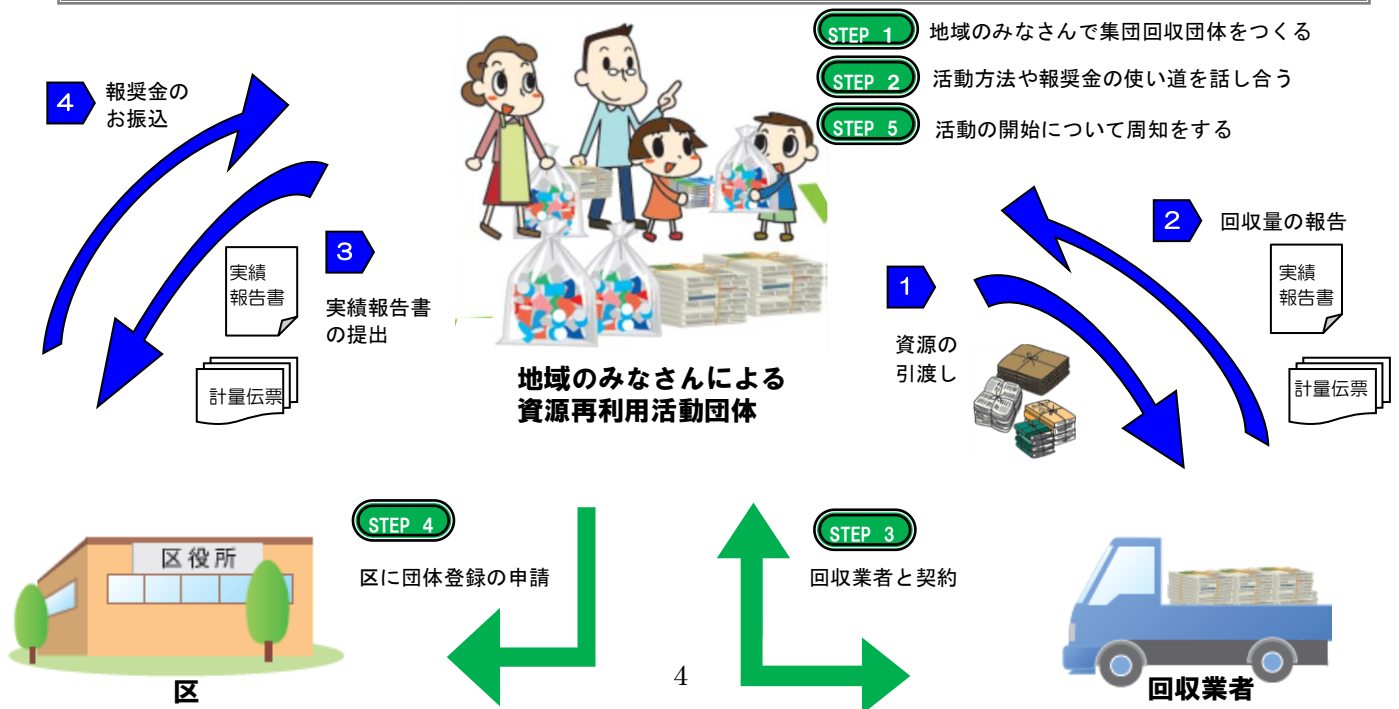 STEP 1
地域のみなさんで集団回収団体をつくる
STEP 2
活動方法や報奨金の使い道を話し合う
STEP 5
活動の開始について周知をする
4
報奨金の
お振込
3
実績報告書
の提出
実績
報告書
計量伝票
1
資源の
引渡し
2
回収量の報告
実績
報告書
計量伝票
地域のみなさんによる
資源再利用活動団体
STEP 4
区に団体登録の申請
STEP 3
回収業者と契約
区役所
区
回収業者
4